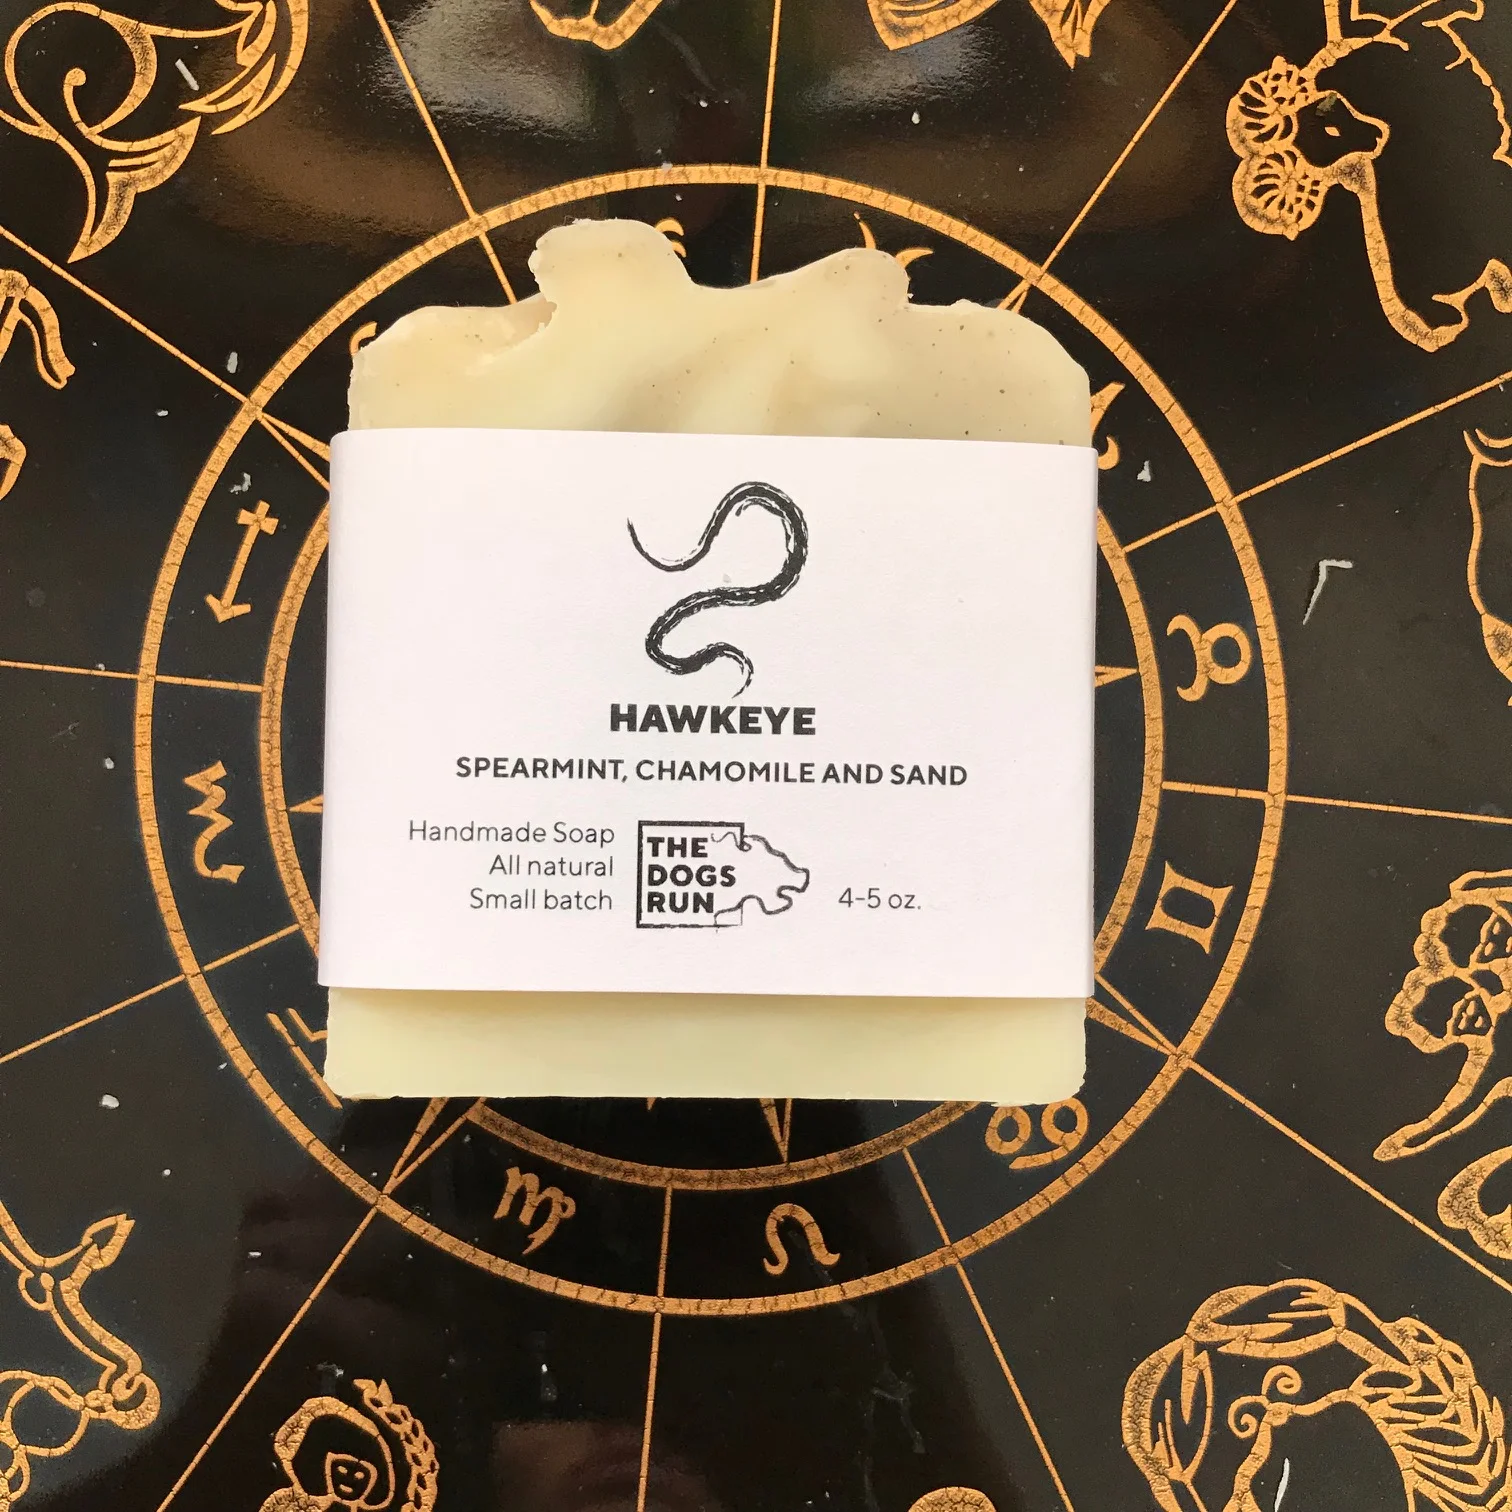 HAWKEYE
SPEARMINT, CHAMOMILE AND SAND
Handmade Soap
All natural
Small batch
THE
DOGS
RUN
4-5 oz.